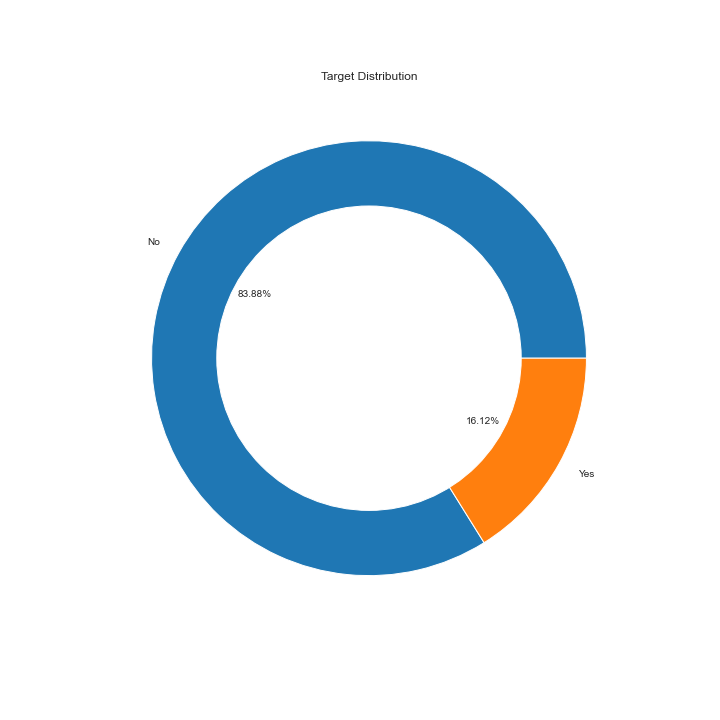 Target Distribution
No
83.88%
16.12%
Yes